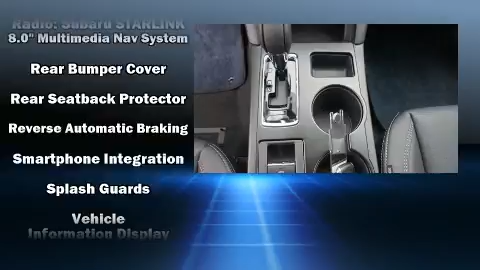 Radio: Subaru STARLINK
8.0" Multimedia Nav System
Rear Bumper Cover
Rear Seatback Protector
Reverse Automatic Braking
Smartphone Integration
Splash Guards
Vehicle
Information Display